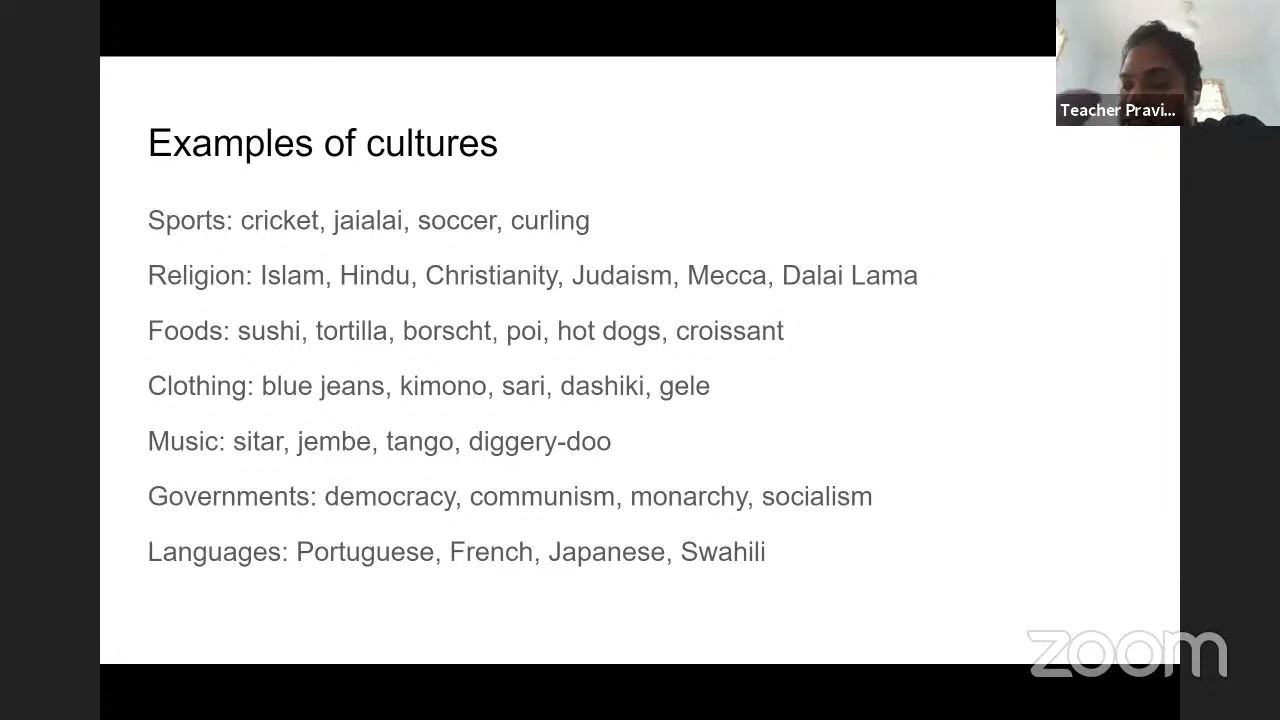 Teacher Pravi...
Examples of cultures
Sports: cricket, jaialai, soccer, curling
Religion: Islam, Hindu, Christianity, Judaism, Mecca, Dalai Lama
Foods: sushi, tortilla, borscht, poi, hot dogs, croissant
Clothing: blue jeans, kimono, sari, dashiki, gele
Music: sitar, jembe, tango, diggery-doo
Governments: democracy, communism, monarchy, socialism
Languages: Portuguese, French, Japanese, Swahili
zoom